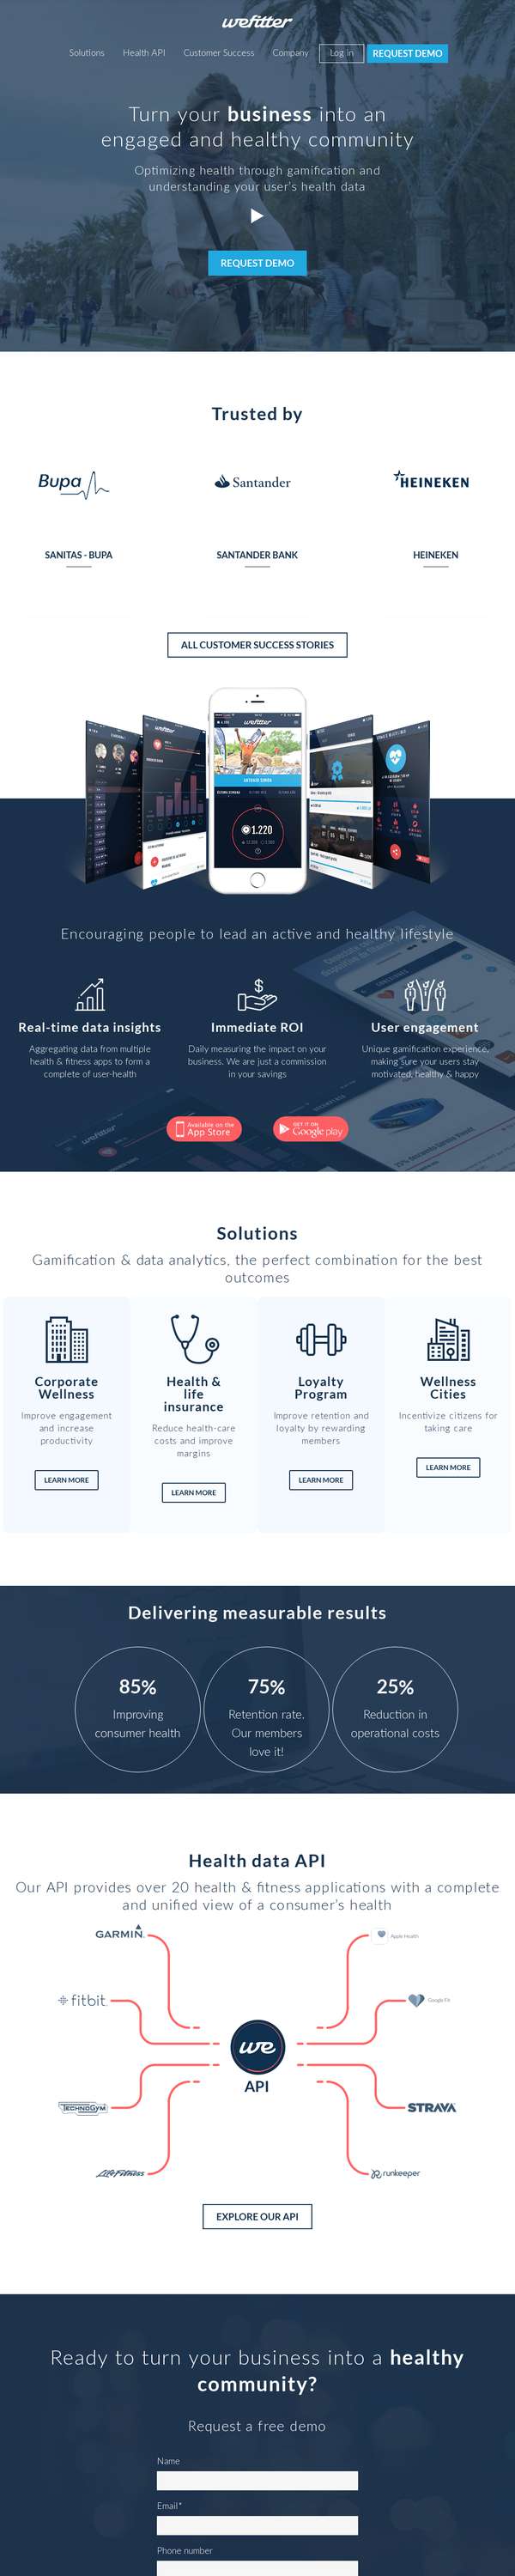 wefitter
Solutions Health API Customer Success Company Log in REQUEST DEMO
Turn your business into an
engaged and healthy community
Optimizing health through gamification and
understanding your user's health data
REQUEST DEMO
Trusted by
Bupa Santander HEINEKEN
SANITAS - BUPA SANTANDER BANK HEINEKEN
ALL CUSTOMER SUCCESS STORIES
wefitter
1.220
Encouraging people to lead an active and healthy lifestyle
Real-time data insights
Aggregating data from multiple
health & fitness apps to form a
complete of user-health
Immediate ROI
Daily measuring the impact on your
business. We are just a commission
in your savings
User engagement
Unique gamification experience,
making sure your users stay
motivated, healthy & happy
Available on the
App Store
GET IT ON
Google play
Solutions
Gamification & data analytics, the perfect combination for the best
outcomes
Corporate
Wellness
Improve engagement
and increase
productivity
LEARN MORE
Health &
life
insurance
Reduce health-care
costs and improve
margins
LEARN MORE
Loyalty
Program
Improve retention and
loyalty by rewarding
members
LEARN MORE
Wellness
Cities
Incentivize citizens for
taking care
LEARN MORE
Delivering measurable results
85%
Improving
consumer health
75%
Retention rate.
Our members
love it!
25%
Reduction in
operational costs
Health data API
Our API provides over 20 health & fitness applications with a complete
and unified view of a consumer's health
GARMIN Apple Health
fitbit Google Fit
we
API
TECHNOGYM STRAVA
LifeFitness runkeeper
EXPLORE OUR API
Ready to turn your business into a healthy
community?
Request a free demo
Name
Email*
Phone number